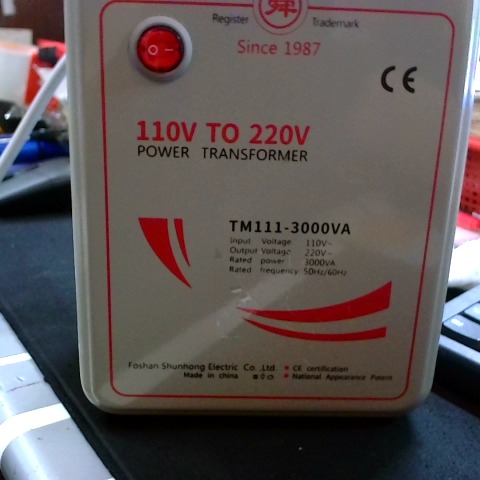 舜
Register Trademark
Since 1987
CE
110V TO 220V
POWER TRANSFORMER
TM111-3000VA
Input Voltage 110V~
Output Voltage 220V~
Rated power 3000VA
Rated frequency 50Hz/60Hz
Foshan Shunhong Electric Co.,Ltd. CE certification
Made in china National Appearance Patent